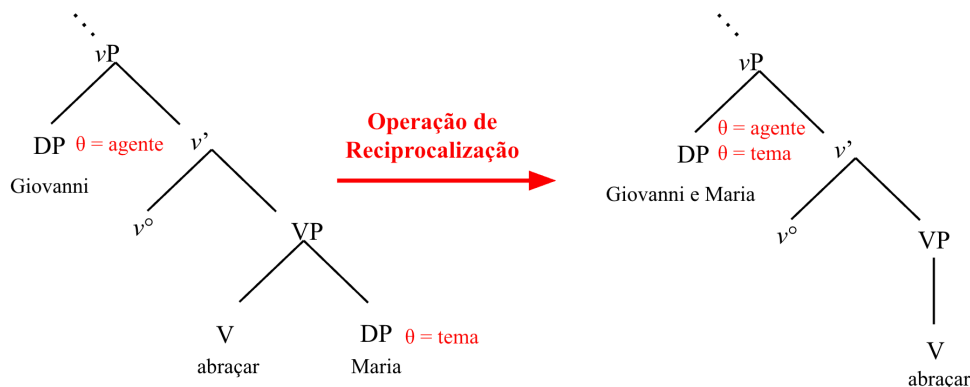 vP
DP θ = agente v’
Giovanni
v°
VP
V DP θ = tema
abraçar Maria
Operação de
Reciprocalização
vP
θ = agente
DP θ = tema v’
Giovanni e Maria
v°
VP
V
abraçar